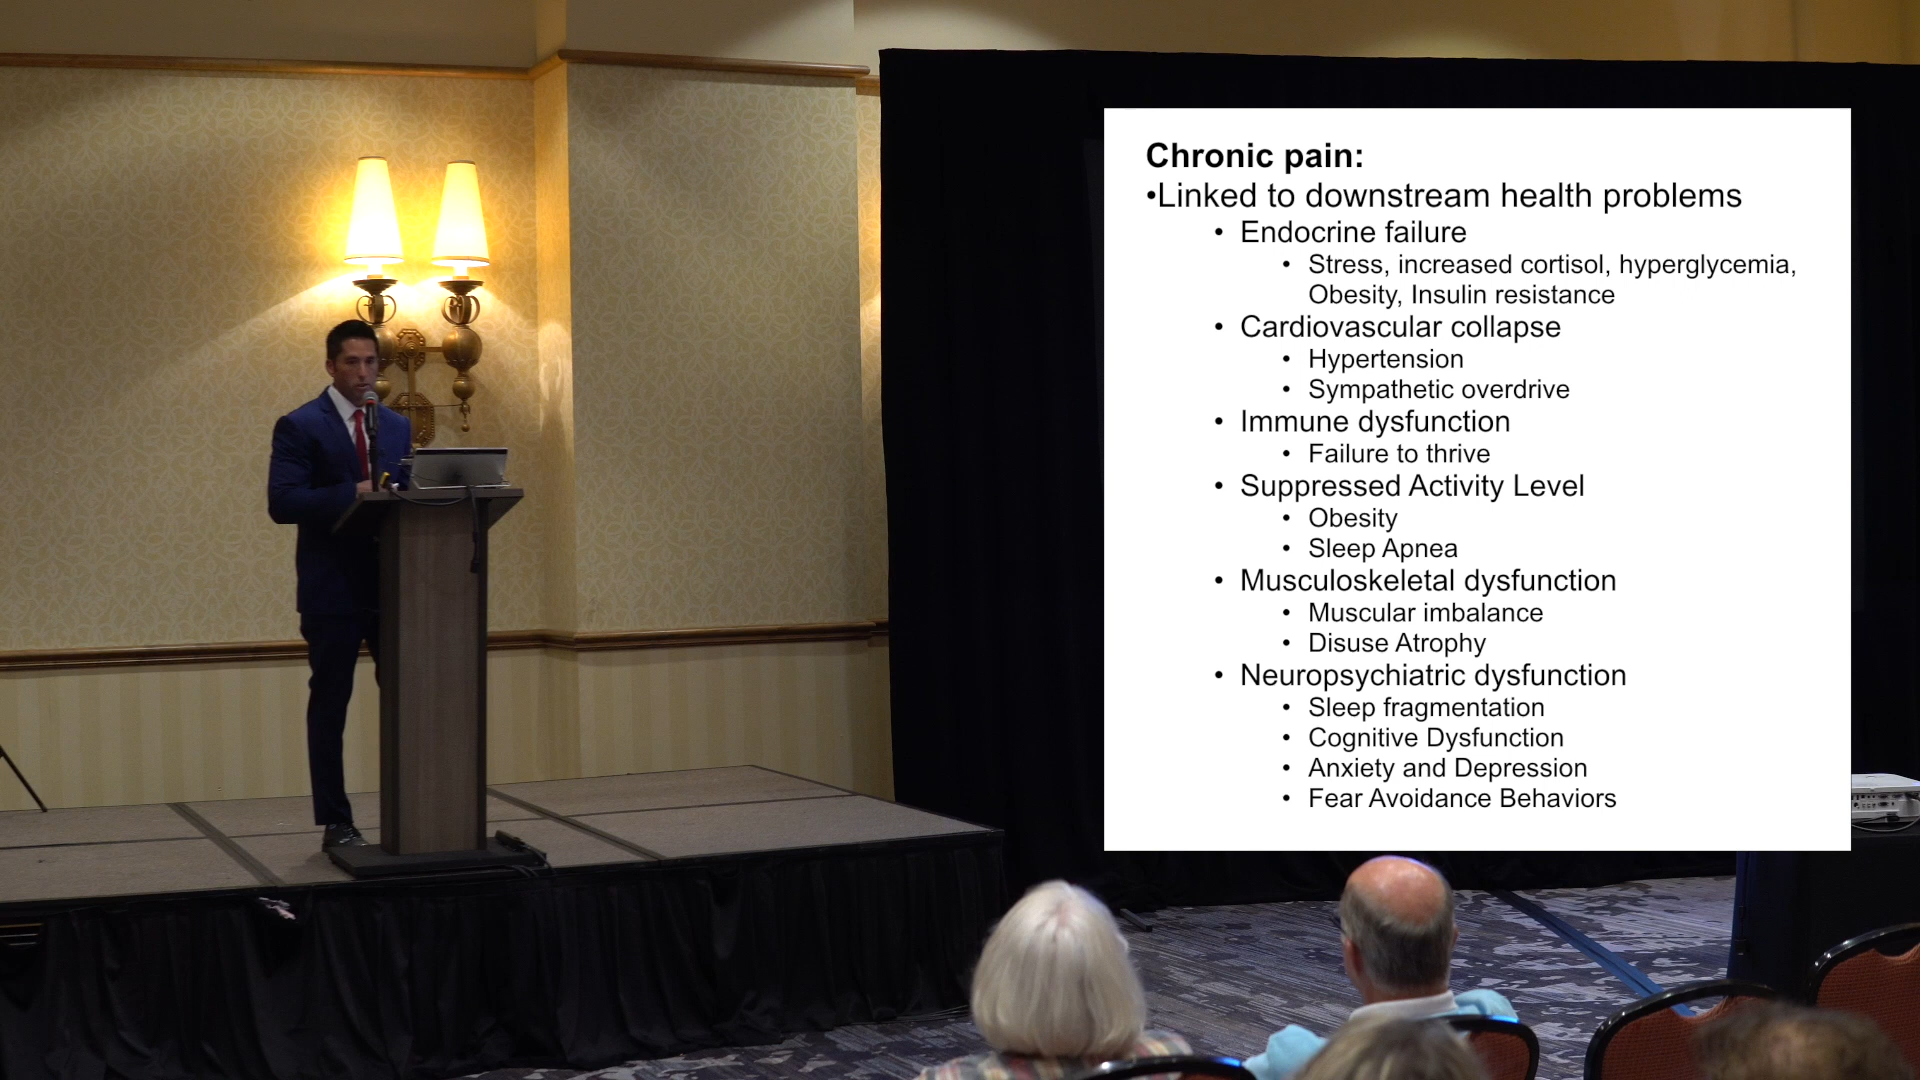 Chronic pain:
•Linked to downstream health problems
• Endocrine failure
• Stress, increased cortisol, hyperglycemia,
Obesity, Insulin resistance
• Cardiovascular collapse
• Hypertension
• Sympathetic overdrive
• Immune dysfunction
• Failure to thrive
• Suppressed Activity Level
• Obesity
• Sleep Apnea
• Musculoskeletal dysfunction
• Muscular imbalance
• Disuse Atrophy
• Neuropsychiatric dysfunction
• Sleep fragmentation
• Cognitive Dysfunction
• Anxiety and Depression
• Fear Avoidance Behaviors